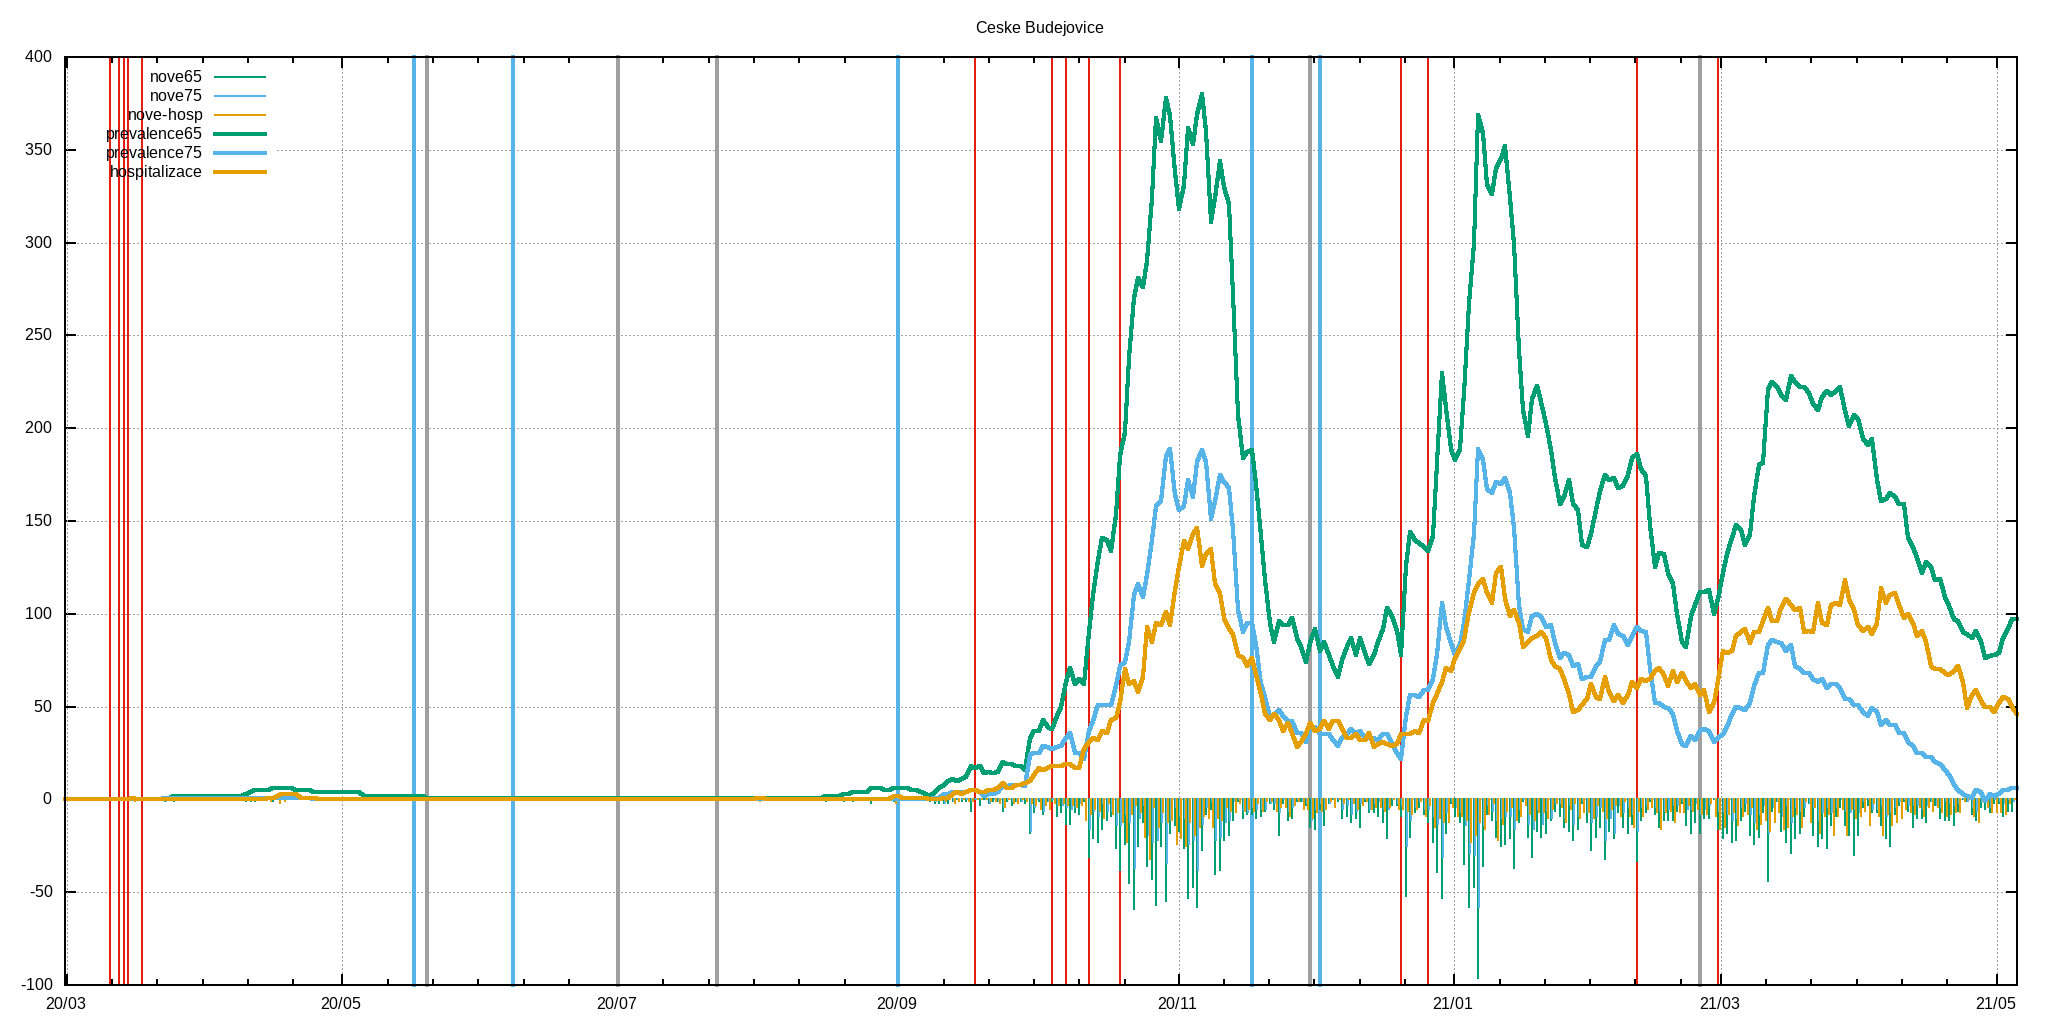 Ceske Budejovice
400
350
300
250
200
150
100
50
0
-50
-100
nove65
nove75
nove-hosp
prevalence65
prevalence75
hospitalizace
20/03 20/05 20/07 20/09 20/11 21/01 21/03 21/05